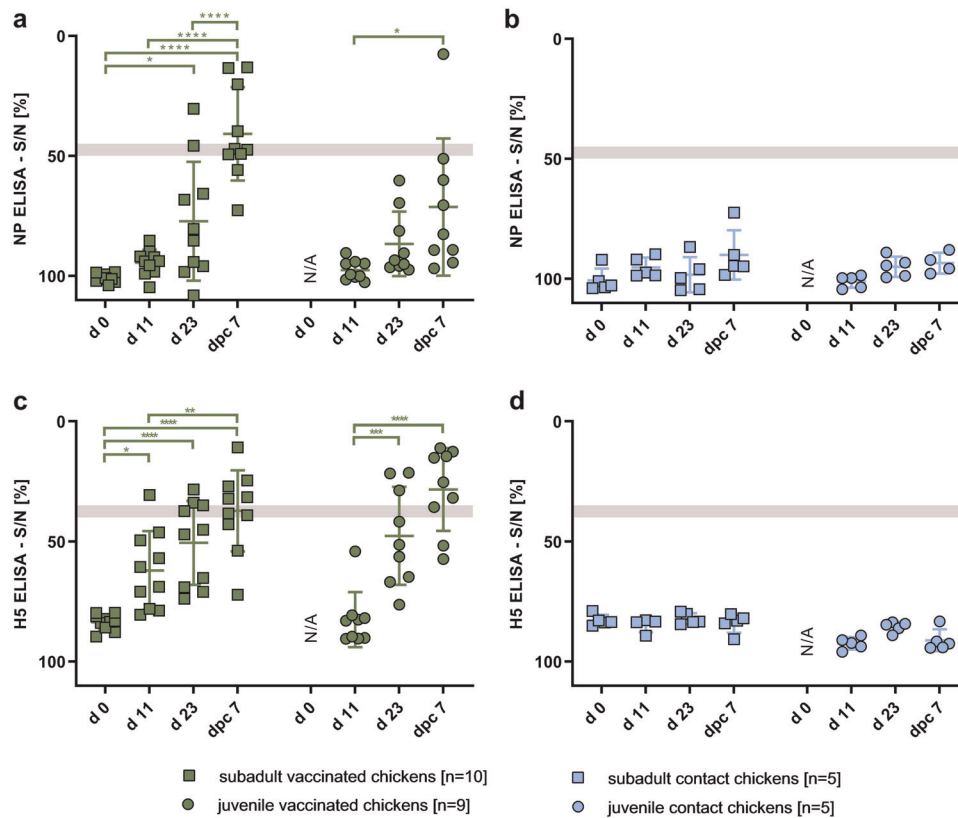 a
NP ELISA - S/N [%]
0
50
100
****
****
****
*
*
N/A
d 0
d 11
d 23
dpc 7
d 0
d 11
d 23
dpc 7
b
NP ELISA - S/N [%]
0
50
100
N/A
d 0
d 11
d 23
dpc 7
d 0
d 11
d 23
dpc 7
c
H5 ELISA - S/N [%]
0
50
100
**
****
****
*
****
***
N/A
d 0
d 11
d 23
dpc 7
d 0
d 11
d 23
dpc 7
d
H5 ELISA - S/N [%]
0
50
100
N/A
d 0
d 11
d 23
dpc 7
d 0
d 11
d 23
dpc 7
subadult vaccinated chickens [n=10]
juvenile vaccinated chickens [n=9]
subadult contact chickens [n=5]
juvenile contact chickens [n=5]